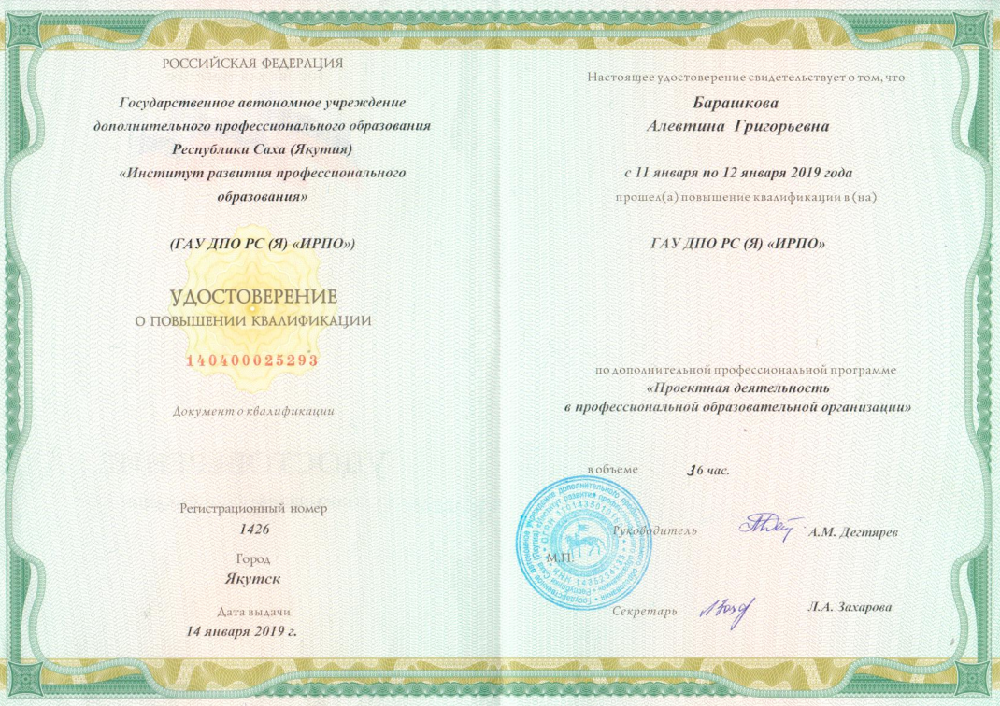 РОССИЙСКАЯ ФЕДЕРАЦИЯ
Государственное автономное учреждение
дополнительного профессионального образования
Республики Саха (Якутия)
«Институт развития профессионального
образования»
(ГАУ ДПО РС (Я) «ИРПО»)
УДОСТОВЕРЕНИЕ
О ПОВЫШЕНИИ КВАЛИФИКАЦИИ
140400025293
Документ о квалификации
Регистрационный номер
1426
Город
Якутск
Дата выдачи
14 января 2019 г.
Настоящее удостоверение свидетельствует о том, что
Барашкова
Алевтина Григорьевна
с 11 января по 12 января 2019 года
прошел(а) повышение квалификации в (на)
ГАУ ДПО РС (Я) «ИРПО»
по дополнительной профессиональной программе
«Проектная деятельность
в профессиональной образовательной организации»
в объеме 16 час.
Руководитель А.М. Дегтярев
М.П.
Секретарь Л.А. Захарова